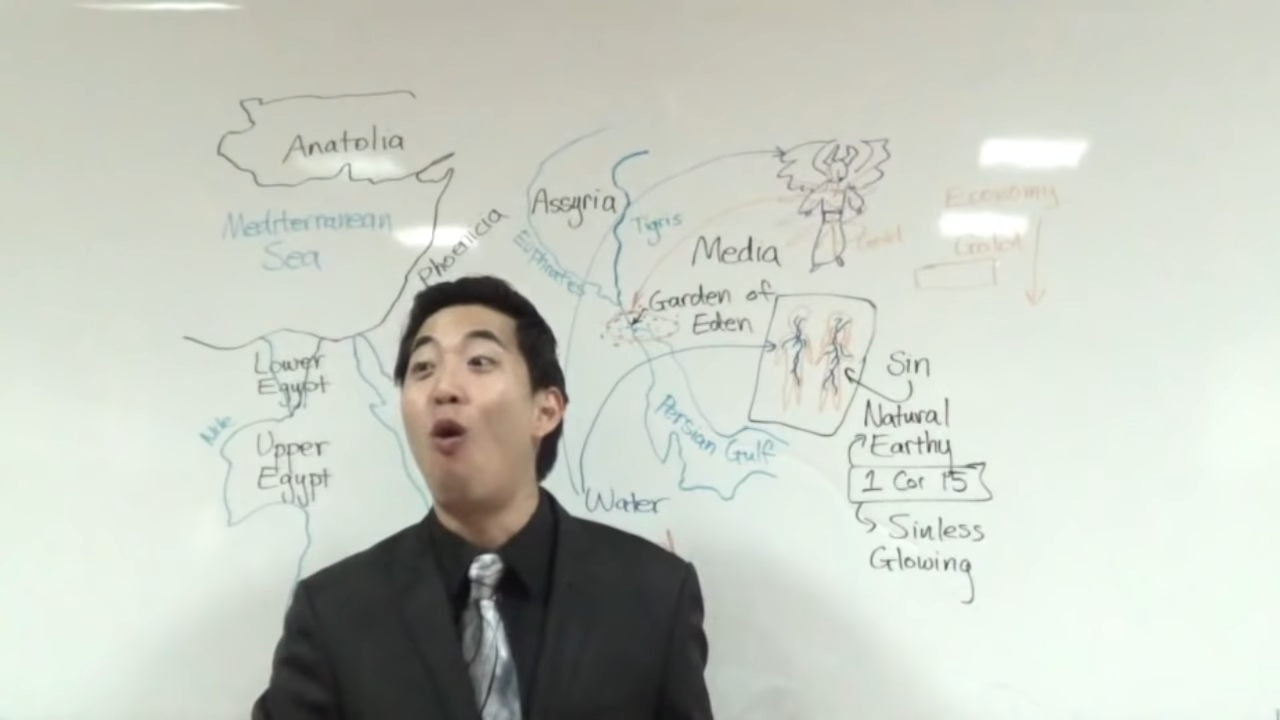 Anatolia
Mediterranean
Sea
Phoenicia
Assyria
Euphrates
Tigris
Media
Garden of
Eden
Economy
Lower
Egypt
Nile
Upper
Egypt
Persian Gulf
Water
Sin
Natural
Earthy
1 Cor 15
Sinless
Glowing